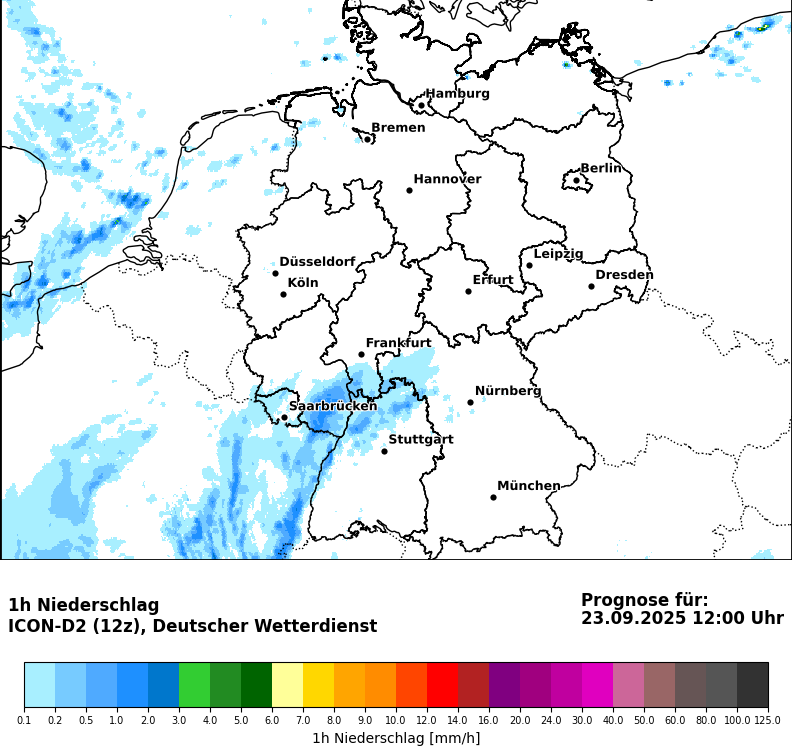 Hamburg
Bremen
Berlin
Hannover
Leipzig
Düsseldorf
Dresden
Köln
Erfurt
Frankfurt
Nürnberg
Saarbrücken
Stuttgart
München
1h Niederschlag
ICON-D2 (12z), Deutscher Wetterdienst
Prognose für:
23.09.2025 12:00 Uhr
0.1 0.2 0.5 1.0 2.0 3.0 4.0 5.0 6.0 7.0 8.0 9.0 10.0 12.0 14.0 16.0 20.0 24.0 30.0 40.0 50.0 60.0 80.0 100.0 125.0
1h Niederschlag [mm/h]